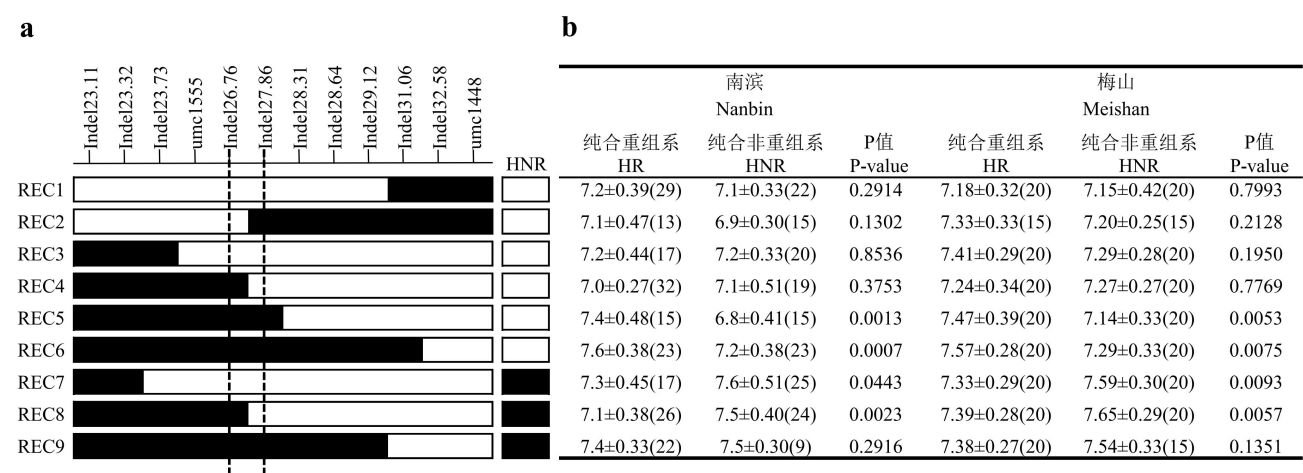 a
b
Indel23.11 Indel23.32 Indel23.73 umc1555 Indel26.76 Indel27.86 Indel28.31 Indel28.64 Indel29.12 Indel31.06 Indel32.58 umc1448
HNR
南滨 梅山
Nanbin Meishan
纯合重组系 纯合非重组系 P值 纯合重组系 纯合非重组系 P值
HR HNR P-value HR HNR P-value
REC1 7.2±0.39(29) 7.1±0.33(22) 0.2914 7.18±0.32(20) 7.15±0.42(20) 0.7993
REC2 7.1±0.47(13) 6.9±0.30(15) 0.1302 7.33±0.33(15) 7.20±0.25(15) 0.2128
REC3 7.2±0.44(17) 7.2±0.33(20) 0.8536 7.41±0.29(20) 7.29±0.28(20) 0.1950
REC4 7.0±0.27(32) 7.1±0.51(19) 0.3753 7.24±0.34(20) 7.27±0.27(20) 0.7769
REC5 7.4±0.48(15) 6.8±0.41(15) 0.0013 7.47±0.39(20) 7.14±0.33(20) 0.0053
REC6 7.6±0.38(23) 7.2±0.38(23) 0.0007 7.57±0.28(20) 7.29±0.33(20) 0.0075
REC7 7.3±0.45(17) 7.6±0.51(25) 0.0443 7.33±0.29(20) 7.59±0.30(20) 0.0093
REC8 7.1±0.38(26) 7.5±0.40(24) 0.0023 7.39±0.28(20) 7.65±0.29(20) 0.0057
REC9 7.4±0.33(22) 7.5±0.30(9) 0.2916 7.38±0.27(20) 7.54±0.33(15) 0.1351